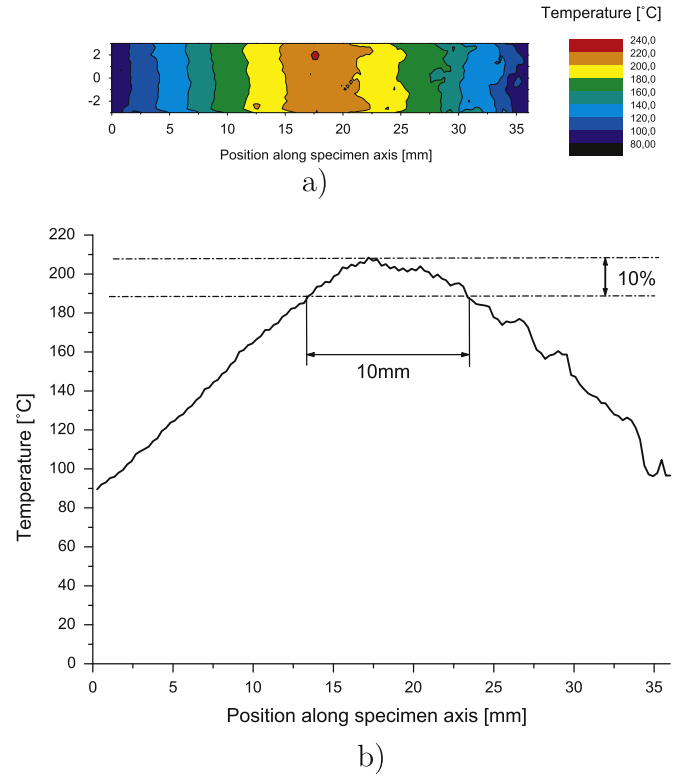 Temperature [˚C]
240,0
220,0
200,0
180,0
160,0
140,0
120,0
100,0
80,00
2
0
-2
0 5 10 15 20 25 30 35
Position along specimen axis [mm]
a)
220
200
180
160
140
120
100
80
60
40
20
0
10%
10mm
Temperature [˚C]
0 5 10 15 20 25 30 35
Position along specimen axis [mm]
b)